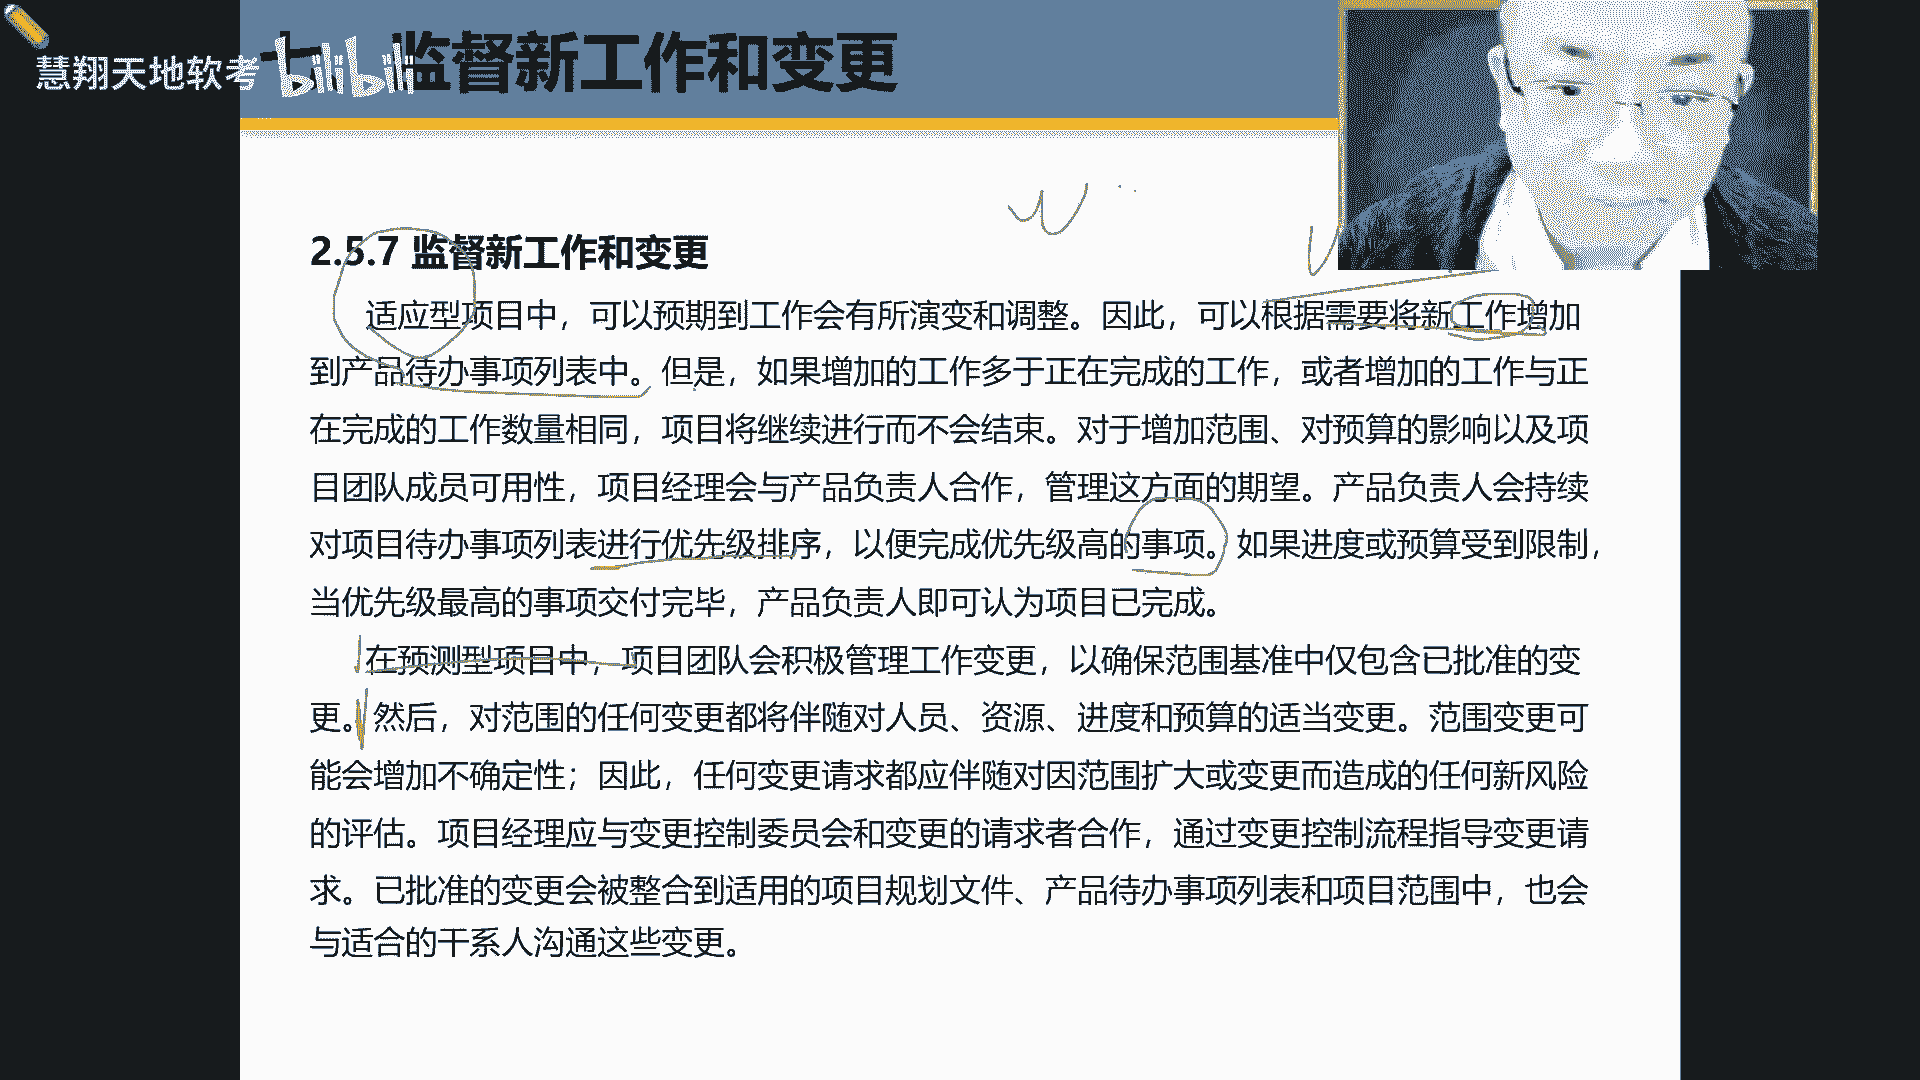 慧翔天地软考
bilibili
监督新工作和变更
2.5.7 监督新工作和变更
适应型项目中，可以预期到工作会有所演变和调整。因此，可以根据需要将新工作增加
到产品待办事项列表中。但是，如果增加的工作多于正在完成的工作，或者增加的工作与正
在完成的工作数量相同，项目将继续进行而不会结束。对于增加范围、对预算的影响以及项
目团队成员可用性，项目经理会与产品负责人合作，管理这方面的期望。产品负责人会持续
对项目待办事项列表进行优先级排序，以便完成优先级高的事项。如果进度或预算受到限制，
当优先级最高的事项交付完毕，产品负责人即可认为项目已完成。
在预测型项目中，项目团队会积极管理工作变更，以确保范围基准中仅包含已批准的变
更。然后，对范围的任何变更都将伴随对人员、资源、进度和预算的适当变更。范围变更可
能会增加不确定性；因此，任何变更请求都应伴随对因范围扩大或变更而造成的任何新风险
的评估。项目经理应与变更控制委员会和变更的请求者合作，通过变更控制流程指导变更请
求。已批准的变更会被整合到适用的项目规划文件、产品待办事项列表和项目范围中，也会
与适合的干系人沟通这些变更。